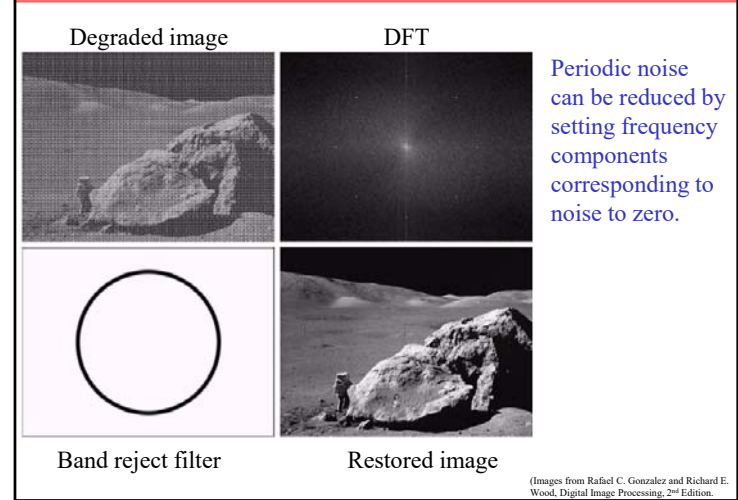 Degraded image
DFT
Periodic noise
can be reduced by
setting frequency
components
corresponding to
noise to zero.
Band reject filter
Restored image
(Images from Rafael C. Gonzalez and Richard E.
Wood, Digital Image Processing, 2nd Edition.